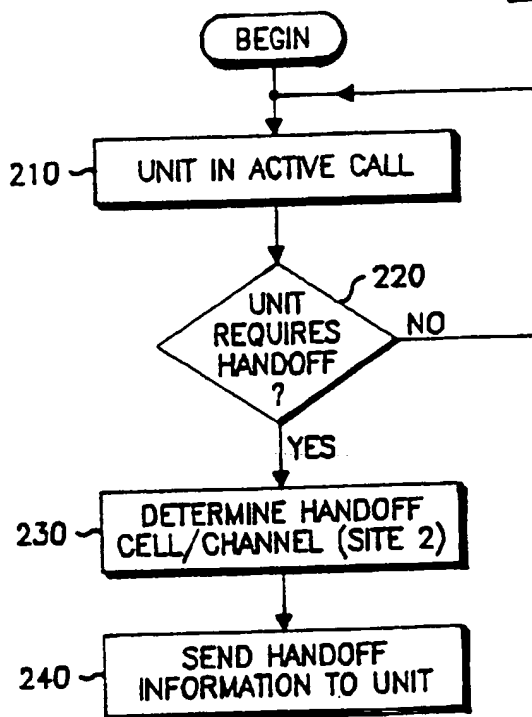 BEGIN
210
UNIT IN ACTIVE CALL
220
UNIT
REQUIRES
HANDOFF
?
NO
YES
230
DETERMINE HANDOFF
CELL/CHANNEL (SITE 2)
240
SEND HANDOFF
INFORMATION TO UNIT